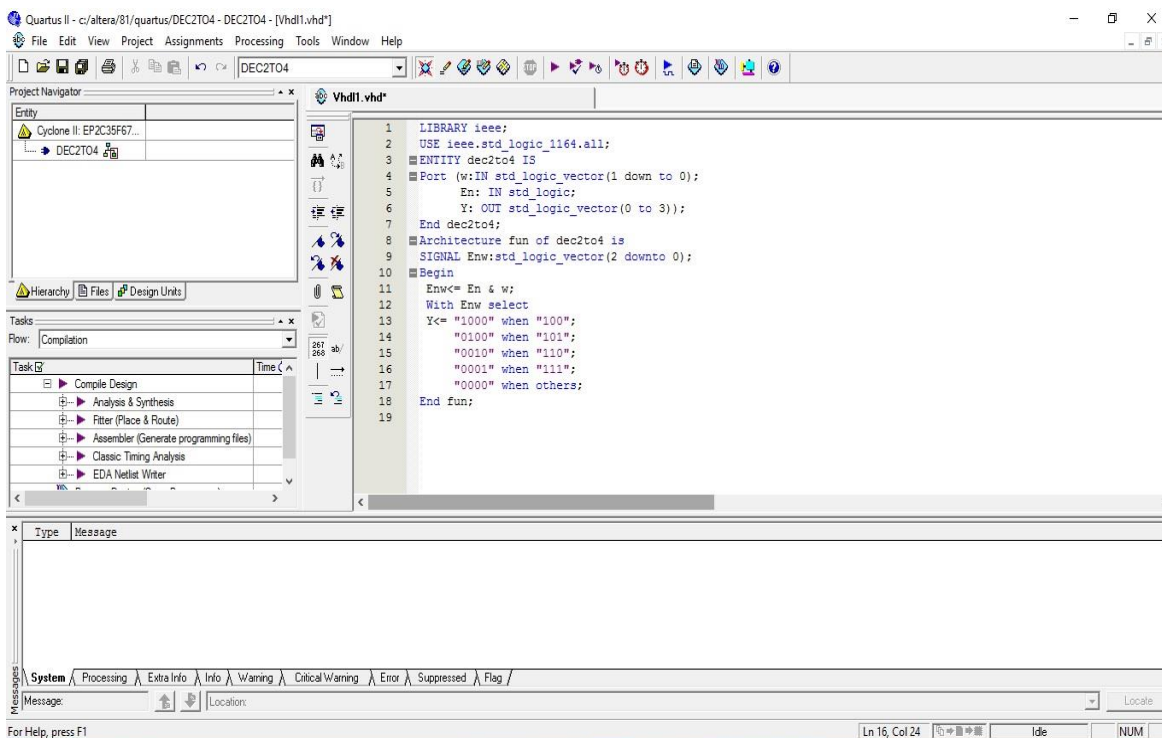 Quartus II - c:/altera/81/quartus/DEC2TO4 - DEC2TO4 - [Vhdl1.vhd*]
File Edit View Project Assignments Processing Tools Window Help
DEC2TO4
Project Navigator
Entity
Cyclone II: EP2C35F67...
DEC2TO4
Hierarchy Files Design Units
Tasks
Flow: Compilation
Task Time (
Compile Design
Analysis & Synthesis
Fitter (Place & Route)
Assembler (Generate programming files)
Classic Timing Analysis
EDA Netlist Writer
Vhdl1.vhd*
267
268 ab/
1 LIBRARY ieee;
2 USE ieee.std_logic_1164.all;
3 ENTITY dec2to4 IS
4 Port (w:IN std_logic_vector(1 down to 0);
5 En: IN std_logic;
6 Y: OUT std_logic_vector(0 to 3));
7 End dec2to4;
8 Architecture fun of dec2to4 is
9 SIGNAL Enw:std_logic_vector(2 downto 0);
10 Begin
11 Enw<= En & w;
12 With Enw select
13 Y<= "1000" when "100";
14 "0100" when "101";
15 "0010" when "110";
16 "0001" when "111";
17 "0000" when others;
18 End fun;
19
Type Message
System Processing Extra Info Info Warning Critical Warning Error Suppressed Flag
Messages
Message: Location: Locate
For Help, press F1 Ln 16, Col 24 Idle NUM